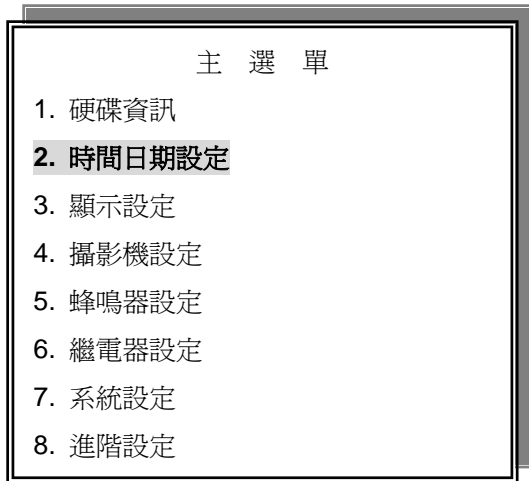 主 選 單
1. 硬碟資訊
2. 時間日期設定
3. 顯示設定
4. 攝影機設定
5. 蜂鳴器設定
6. 繼電器設定
7. 系統設定
8. 進階設定